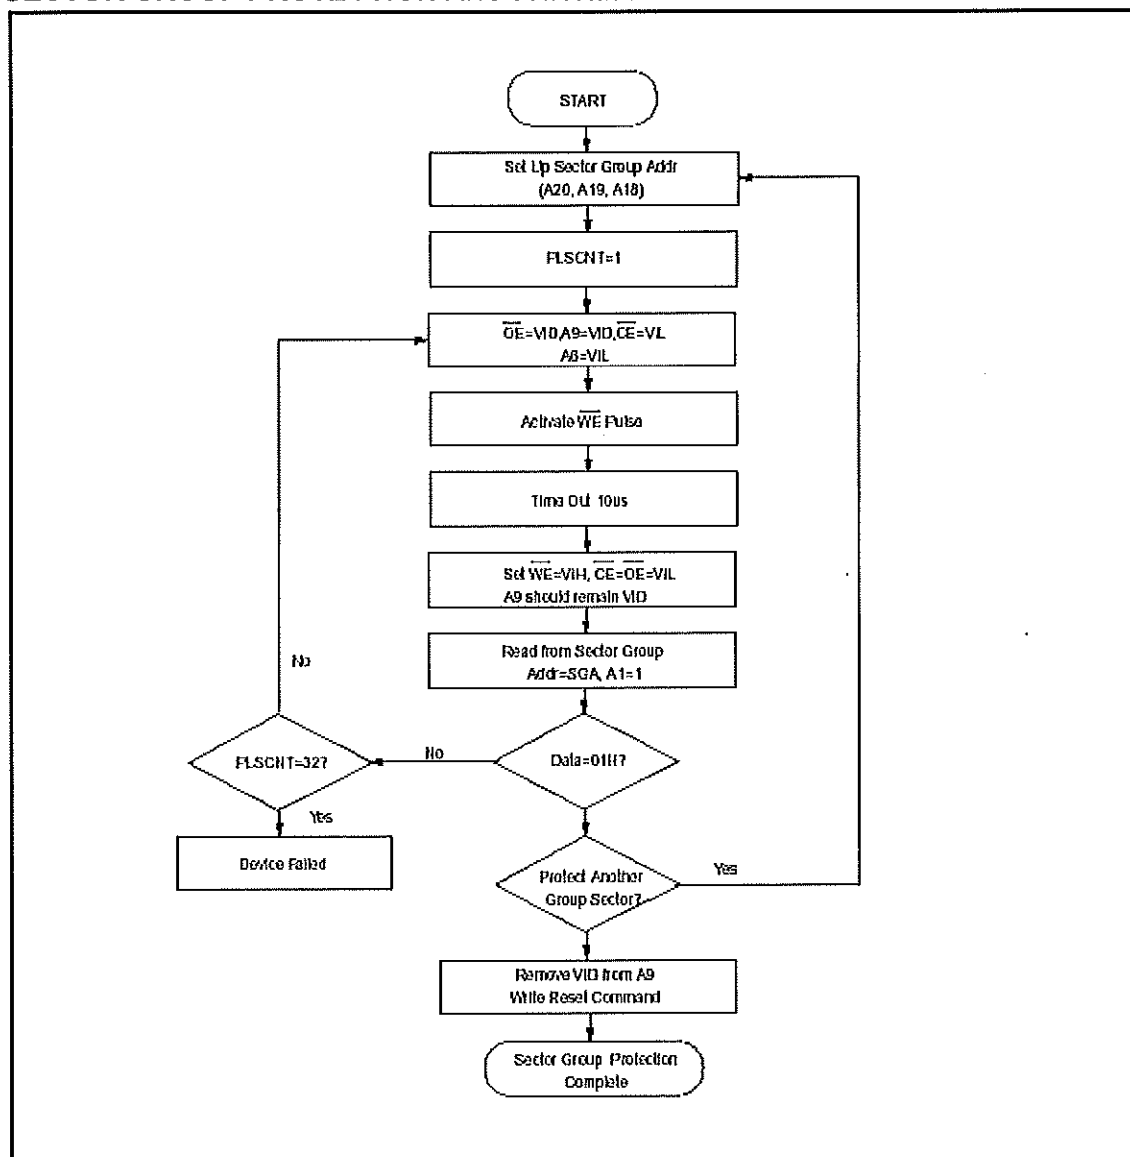 START
Set Up Sector Group Addr
(A20, A19, A18)
PLSCNT=1
OE=VID,A9=VID,CE=VIL
A6=VIL
Activate WE Pulse
Time Out 10us
Set WE=VIH, CE=OE=VIL
A9 should remain VID
Read from Sector Group
Addr=SGA, A1=1
No
PLSCNT=32?
No
Data=01H?
Yes
Device Failed
Protect Another
Group Sector?
Yes
Remove VID from A9
Write Reset Command
Sector Group Protection
Complete